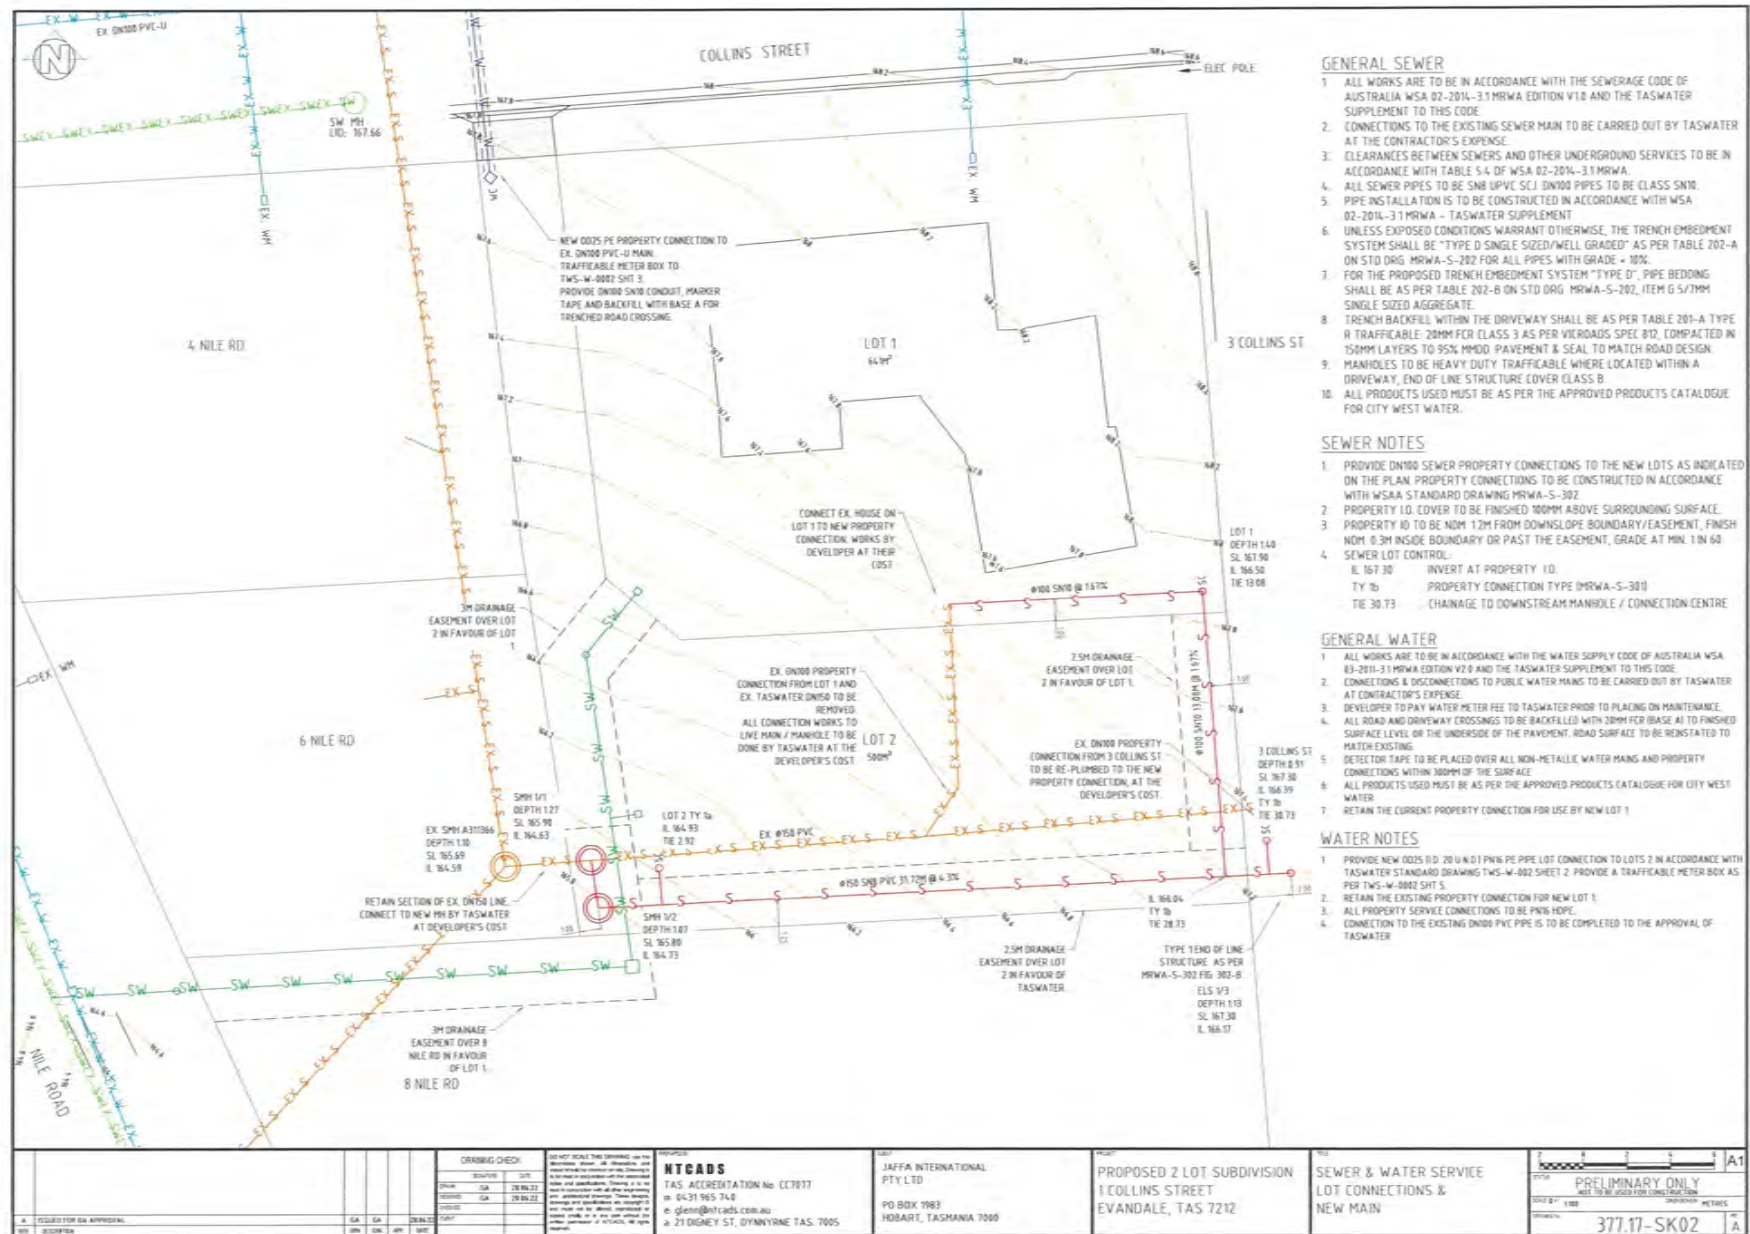 EX. DN100 PVC-U
N
COLLINS STREET
ELEC POLE
SW MH
LID: 167.66
EX. WM
EX. WM
WM
NEW OD25 PE PROPERTY CONNECTION TO
EX. DN100 PVC-U MAIN.
TRAFFICABLE METER BOX TO
TWS-W-0002 SHT 3.
PROVIDE DN100 SN10 CONDUIT, MARKER
TAPE AND BACKFILL WITH BASE A FOR
TRENCHED ROAD CROSSING.
4 NILE RD.
LOT 1
641m²
3 COLLINS ST
CONNECT EX. HOUSE ON
LOT 1 TO NEW PROPERTY
CONNECTION. WORKS BY
DEVELOPER AT THEIR
COST
LOT 1
DEPTH 1.40
SL 167.90
IL 166.50
TIE 13.08
ø100 SN10 @ 1.67%
3M DRAINAGE
EASEMENT OVER LOT
2 IN FAVOUR OF LOT
1
2.5M DRAINAGE
EASEMENT OVER LOT
2 IN FAVOUR OF LOT 1.
ø100 SN10 13.08M @ 1.67%
EX. DN100 PROPERTY
CONNECTION FROM LOT 1 AND
EX. TASWATER DN150 TO BE
REMOVED.
ALL CONNECTION WORKS TO
LIVE MAIN / MANHOLE TO BE
DONE BY TASWATER AT THE
DEVELOPER'S COST
LOT 2
500m²
EX. DN100 PROPERTY
CONNECTION FROM 3 COLLINS ST
TO BE RE-PLUMBED TO THE NEW
PROPERTY CONNECTION, AT THE
DEVELOPER'S COST.
3 COLLINS ST
DEPTH 0.91
SL 167.30
IL 166.39
TY 1b
TIE 30.73
EX WM
6 NILE RD
SMH 1/1
DEPTH 1.27
SL 165.90
IL 164.63
EX. SMH A311366
DEPTH 1.10
SL 165.69
IL 164.59
LOT 2 TY 1a
IL 164.93
TIE 2.92
EX ø150 PVC
ø150 SN8 PVC 31.72M @ 4.3%
RETAIN SECTION OF EX. DN150 LINE.
CONNECT TO NEW MH BY TASWATER
AT DEVELOPER'S COST
SMH 1/2
DEPTH 1.07
SL 165.80
IL 164.73
IL 166.04
TY 1b
TIE 28.73
2.5M DRAINAGE
EASEMENT OVER LOT
2 IN FAVOUR OF
TASWATER
TYPE 1 END OF LINE
STRUCTURE AS PER
MRWA-S-302 FIG 302-B
ELS 1/3
DEPTH 1.13
SL 167.30
IL 166.17
3M DRAINAGE
EASEMENT OVER 8
NILE RD IN FAVOUR
OF LOT 1
8 NILE RD
NILE ROAD
GENERAL SEWER
1 ALL WORKS ARE TO BE IN ACCORDANCE WITH THE SEWERAGE CODE OF
AUSTRALIA WSA 02-2014-3.1 MRWA EDITION V1.0 AND THE TASWATER
SUPPLEMENT TO THIS CODE.
2. CONNECTIONS TO THE EXISTING SEWER MAIN TO BE CARRIED OUT BY TASWATER
AT THE CONTRACTOR'S EXPENSE.
3. CLEARANCES BETWEEN SEWERS AND OTHER UNDERGROUND SERVICES TO BE IN
ACCORDANCE WITH TABLE 5.4 OF WSA 02-2014-3.1 MRWA.
4. ALL SEWER PIPES TO BE SN8 UPVC SCJ. DN100 PIPES TO BE CLASS SN10.
5. PIPE INSTALLATION IS TO BE CONSTRUCTED IN ACCORDANCE WITH WSA
02-2014-3.1 MRWA - TASWATER SUPPLEMENT
6. UNLESS EXPOSED CONDITIONS WARRANT OTHERWISE, THE TRENCH EMBEDMENT
SYSTEM SHALL BE "TYPE D SINGLE SIZED/WELL GRADED" AS PER TABLE 202-A
ON STD DRG. MRWA-S-202 FOR ALL PIPES WITH GRADE < 10%.
7. FOR THE PROPOSED TRENCH EMBEDMENT SYSTEM "TYPE D", PIPE BEDDING
SHALL BE AS PER TABLE 202-B ON STD DRG. MRWA-S-202, ITEM G 5/7MM
SINGLE SIZED AGGREGATE.
8. TRENCH BACKFILL WITHIN THE DRIVEWAY SHALL BE AS PER TABLE 201-A TYPE
R TRAFFICABLE: 20MM FCR CLASS 3 AS PER VICROADS SPEC 812, COMPACTED IN
150MM LAYERS TO 95% MMDD. PAVEMENT & SEAL TO MATCH ROAD DESIGN.
9. MANHOLES TO BE HEAVY DUTY TRAFFICABLE WHERE LOCATED WITHIN A
DRIVEWAY, END OF LINE STRUCTURE COVER CLASS B.
10. ALL PRODUCTS USED MUST BE AS PER THE APPROVED PRODUCTS CATALOGUE
FOR CITY WEST WATER.
SEWER NOTES
1. PROVIDE DN100 SEWER PROPERTY CONNECTIONS TO THE NEW LOTS AS INDICATED
ON THE PLAN. PROPERTY CONNECTIONS TO BE CONSTRUCTED IN ACCORDANCE
WITH WSAA STANDARD DRAWING MRWA-S-302
2 PROPERTY I.O. COVER TO BE FINISHED 100MM ABOVE SURROUNDING SURFACE.
3 PROPERTY IO TO BE NOM 1.2M FROM DOWNSLOPE BOUNDARY/EASEMENT, FINISH
NOM 0.3M INSIDE BOUNDARY OR PAST THE EASEMENT, GRADE AT MIN. 1 IN 60
4. SEWER LOT CONTROL:
IL 167.30 INVERT AT PROPERTY I.O.
TY 1b PROPERTY CONNECTION TYPE (MRWA-S-301)
TIE 30.73 CHAINAGE TO DOWNSTREAM MANHOLE / CONNECTION CENTRE
GENERAL WATER
1 ALL WORKS ARE TO BE IN ACCORDANCE WITH THE WATER SUPPLY CODE OF AUSTRALIA WSA
03-2011-3.1 MRWA EDITION V2.0 AND THE TASWATER SUPPLEMENT TO THIS CODE.
2. CONNECTIONS & DISCONNECTIONS TO PUBLIC WATER MAINS TO BE CARRIED OUT BY TASWATER
AT CONTRACTOR'S EXPENSE.
3. DEVELOPER TO PAY WATER METER FEE TO TASWATER PRIOR TO PLACING ON MAINTENANCE.
4. ALL ROAD AND DRIVEWAY CROSSINGS TO BE BACKFILLED WITH 20MM FCR (BASE A) TO FINISHED
SURFACE LEVEL OR THE UNDERSIDE OF THE PAVEMENT. ROAD SURFACE TO BE REINSTATED TO
MATCH EXISTING.
5 DETECTOR TAPE TO BE PLACED OVER ALL NON-METALLIC WATER MAINS AND PROPERTY
CONNECTIONS WITHIN 300MM OF THE SURFACE
6 ALL PRODUCTS USED MUST BE AS PER THE APPROVED PRODUCTS CATALOGUE FOR CITY WEST
WATER
7 RETAIN THE CURRENT PROPERTY CONNECTION FOR USE BY NEW LOT 1
WATER NOTES
1 PROVIDE NEW OD25 (I.D. 20 U.N.O.) PN16 PE PIPE LOT CONNECTION TO LOTS 2 IN ACCORDANCE WITH
TASWATER STANDARD DRAWING TWS-W-002 SHEET 2. PROVIDE A TRAFFICABLE METER BOX AS
PER TWS-W-0002 SHT 5.
2. RETAIN THE EXISTING PROPERTY CONNECTION FOR NEW LOT 1.
3. ALL PROPERTY SERVICE CONNECTIONS TO BE PN16 HDPE.
4. CONNECTION TO THE EXISTING DN100 PVC PIPE IS TO BE COMPLETED TO THE APPROVAL OF
TASWATER
A ISSUED FOR DA APPROVAL GA GA 28.06.22
DRAWING CHECK
NTCADS
TAS. ACCREDITATION No. CC7077
m: 0431 965 740
e: glenn@ntcads.com.au
a: 21 DIGNEY ST, DYNNYRNE TAS. 7005
JAFFA INTERNATIONAL
PTY LTD
PO BOX 1983
HOBART, TASMANIA 7000
PROPOSED 2 LOT SUBDIVISION
1 COLLINS STREET
EVANDALE, TAS 7212
SEWER & WATER SERVICE
LOT CONNECTIONS &
NEW MAIN
A1
PRELIMINARY ONLY
NOT TO BE USED FOR CONSTRUCTION
1:100 METRES
377.17-SK02 A